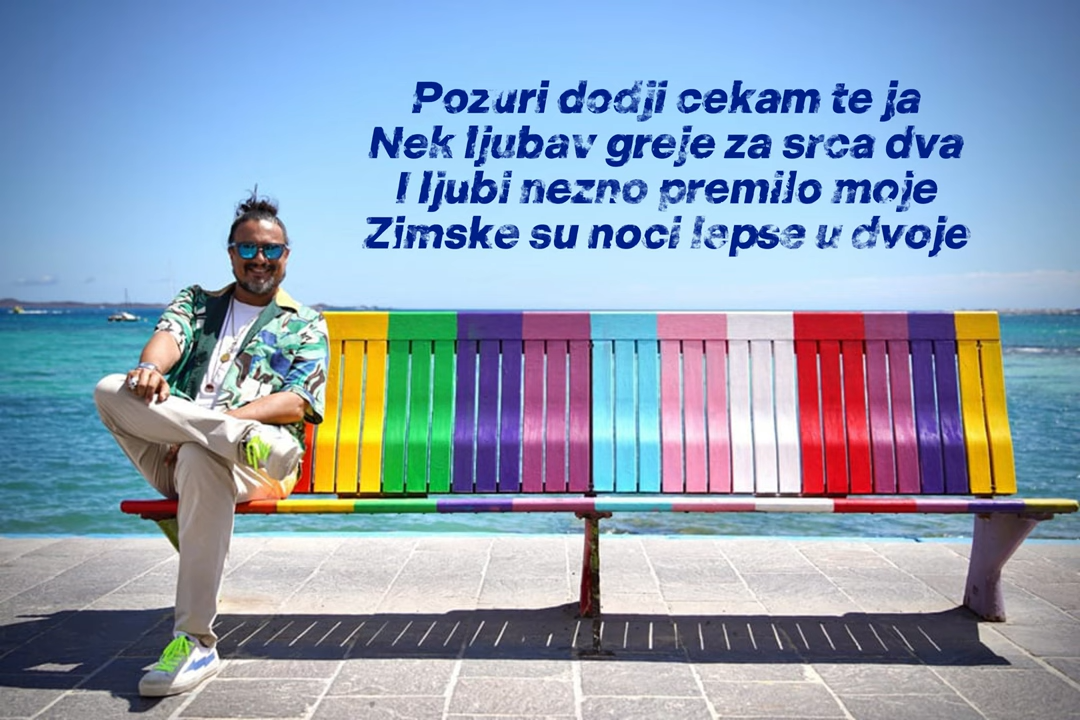 Pozuri dodji cekam te ja
Nek ljubav greje za srca dva
I ljubi nezno premilo moje
Zimske su noci lepse u dvoje